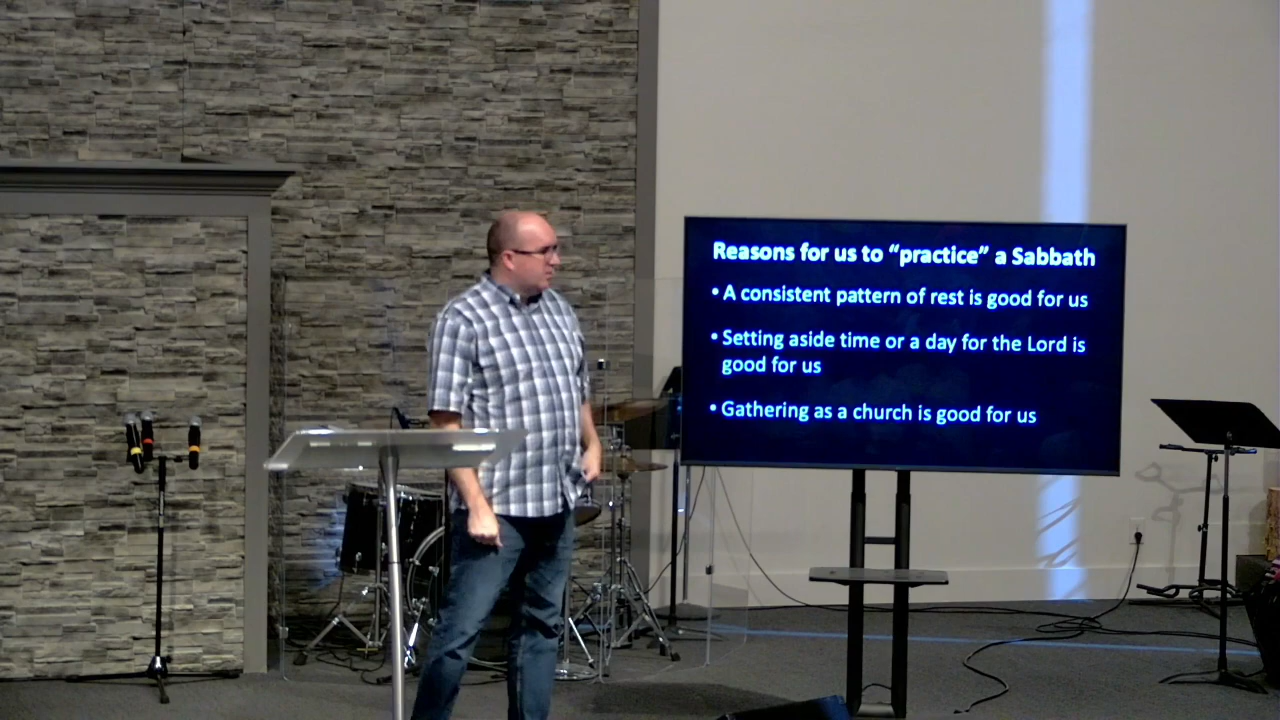 Reasons for us to “practice” a Sabbath
• A consistent pattern of rest is good for us
• Setting aside time or a day for the Lord is
good for us
• Gathering as a church is good for us